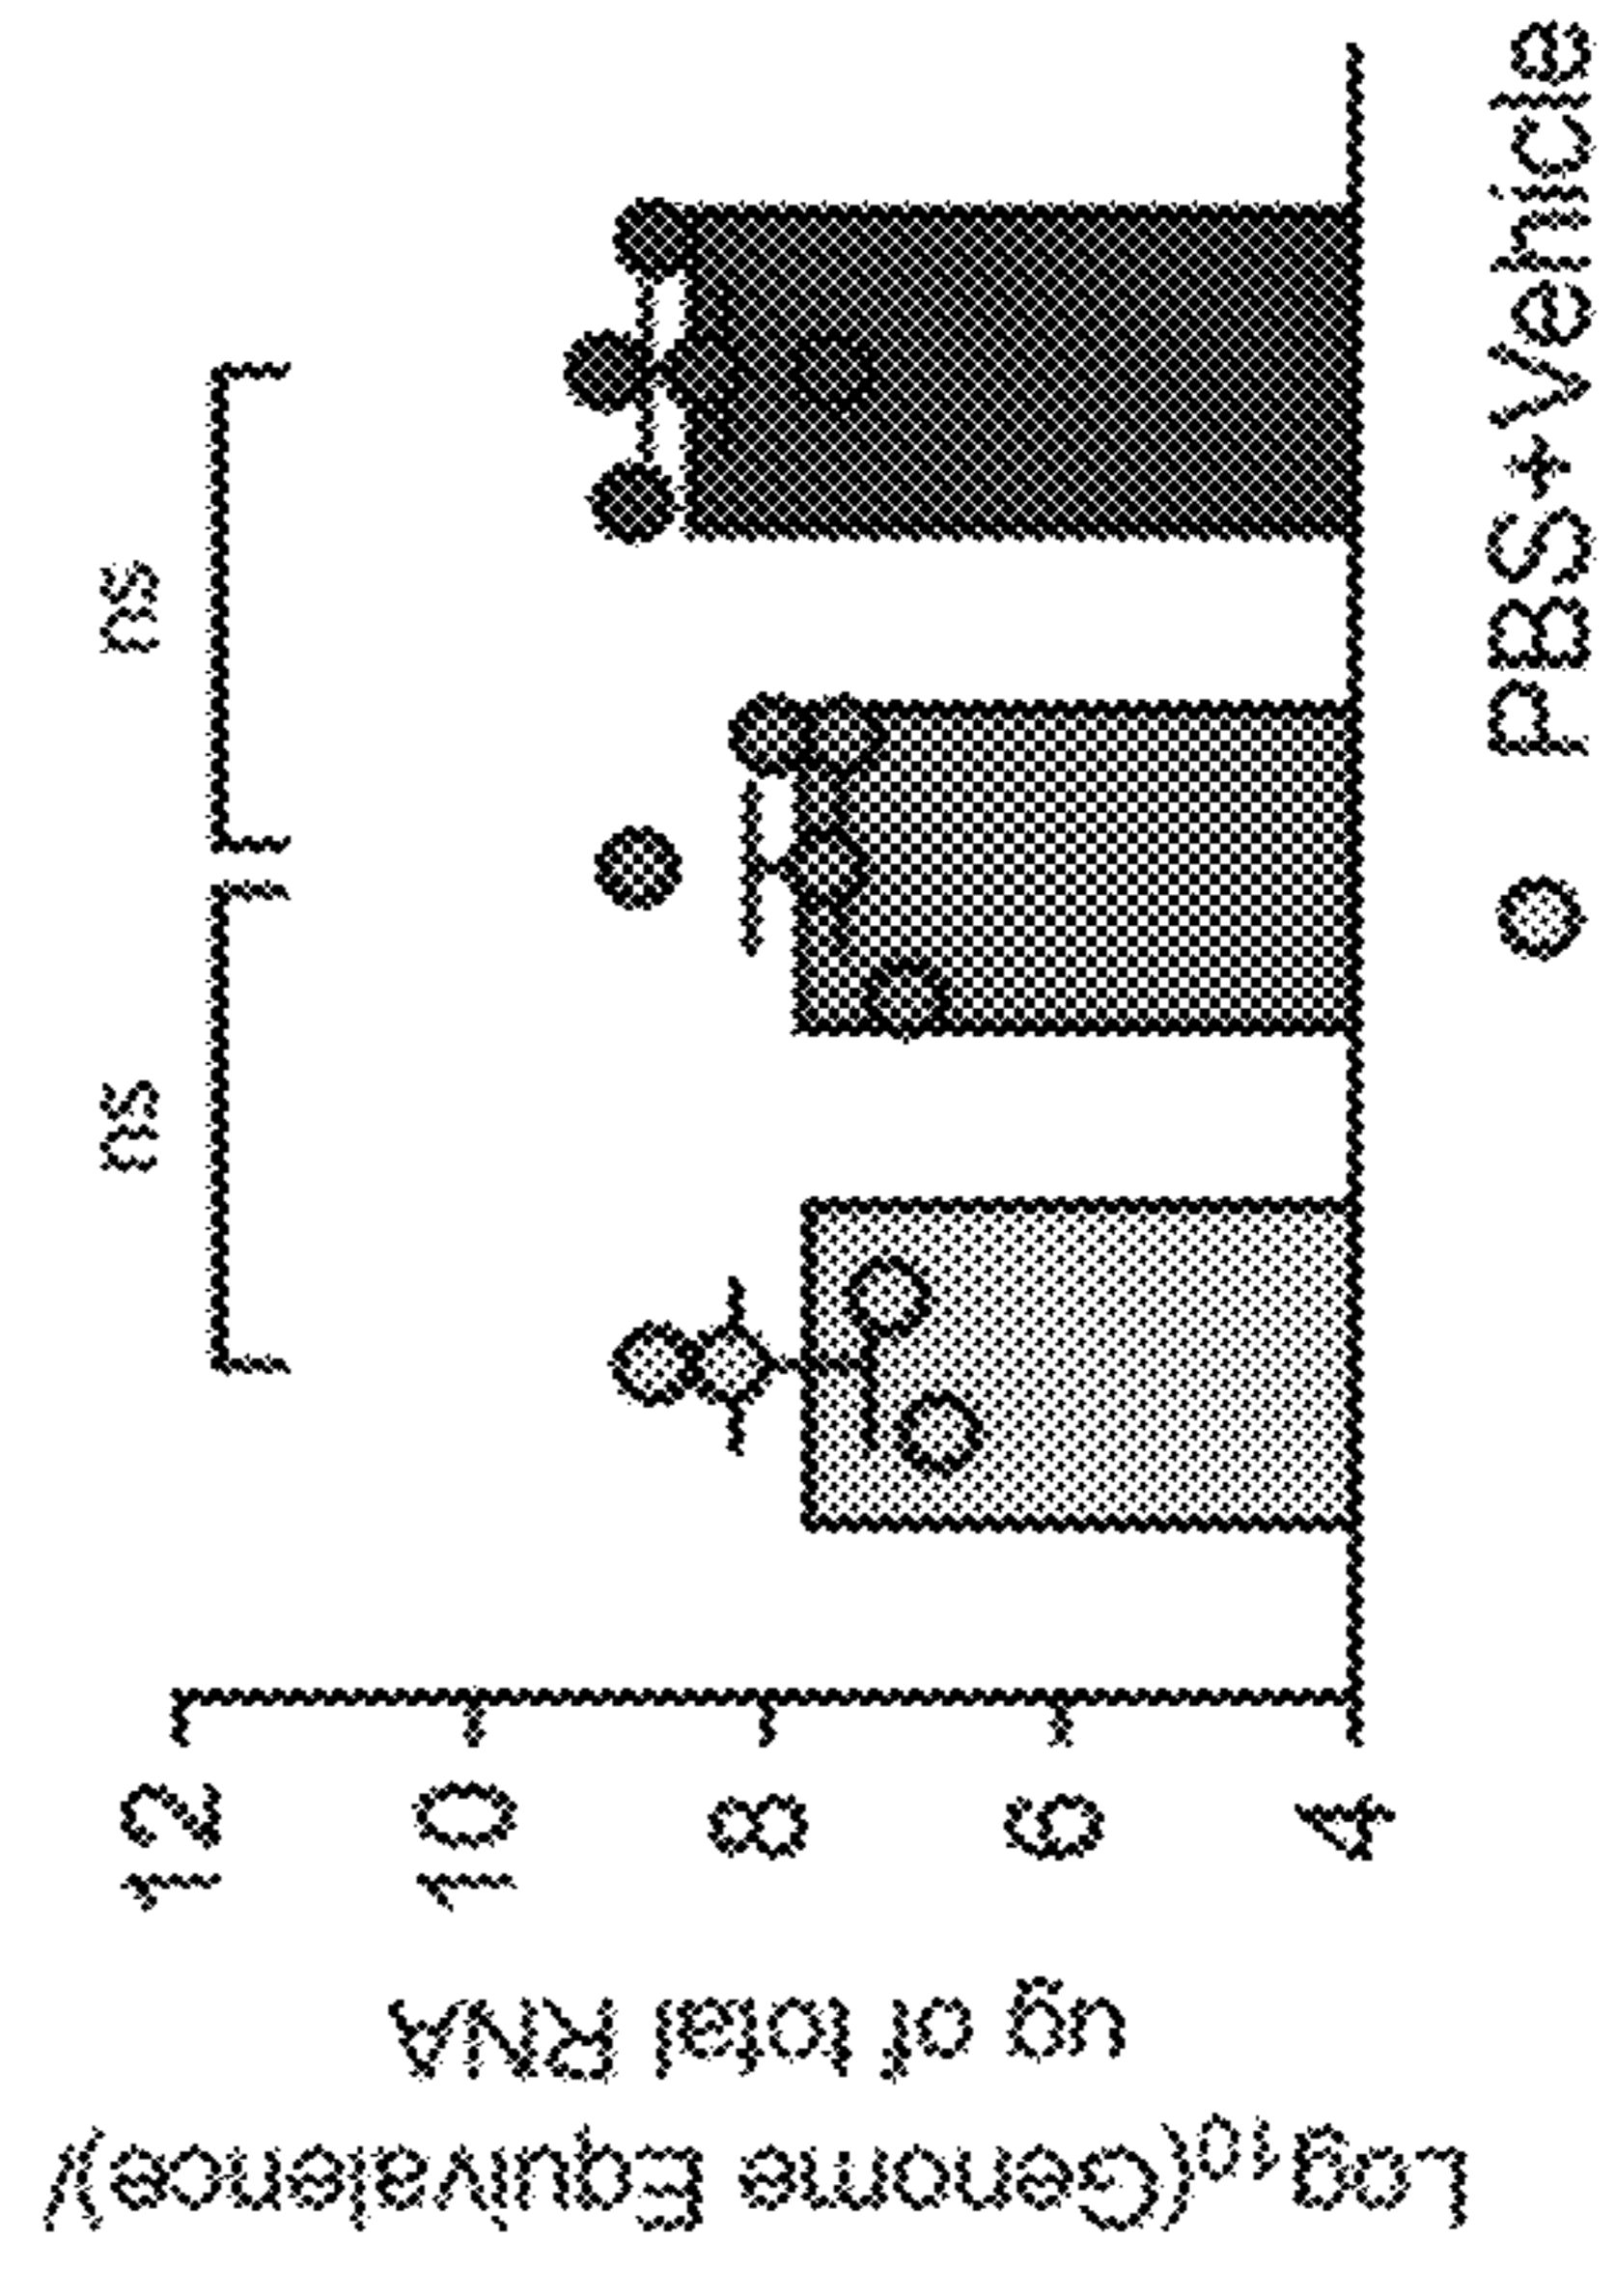 Log10(Genome Equivalence)/
ug of total RNA
12
10
8
6
4
ns
ns
PBS+Vehicle